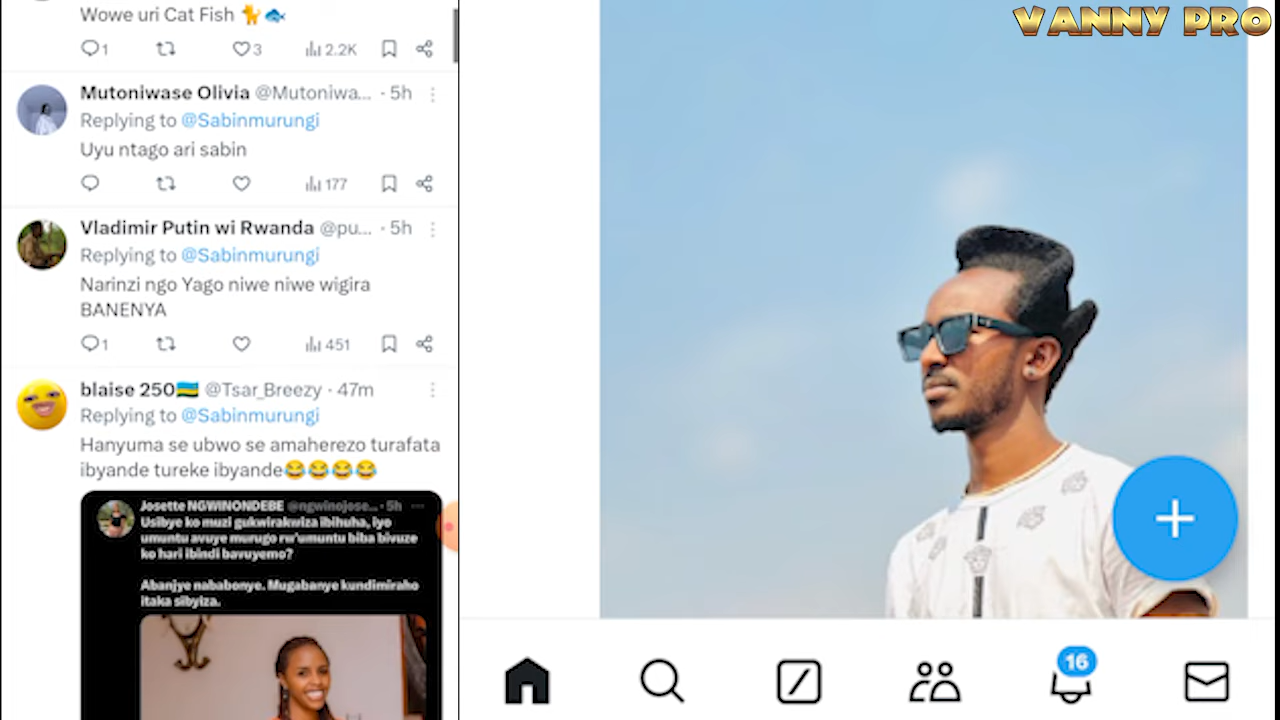 VANNY PRO
Wowe uri Cat Fish 🐈🐟
1 3 2.2K
Mutoniwase Olivia @Mutoniwa... · 5h
Replying to @Sabinmurungi
Uyu ntago ari sabin
177
Vladimir Putin wi Rwanda @pu... · 5h
Replying to @Sabinmurungi
Narinzi ngo Yago niwe niwe wigira
BANENYA
1 451
blaise 250🇷🇼 @Tsar_Breezy · 47m
Replying to @Sabinmurungi
Hanyuma se ubwo se amaherezo turafata
ibyande tureke ibyande😂😂😂😂
Josette NGWINONDEBE @ngwinojose... · 5h
Usibye ko muzi gukwirakwiza ibihuha, iyo
umuntu avuye murugo rw'umuntu biba bivuze
ko hari ibindi bavuyemo?
Abanjye nababonye. Mugabanye kundimiraho
itaka sibyiza.
16